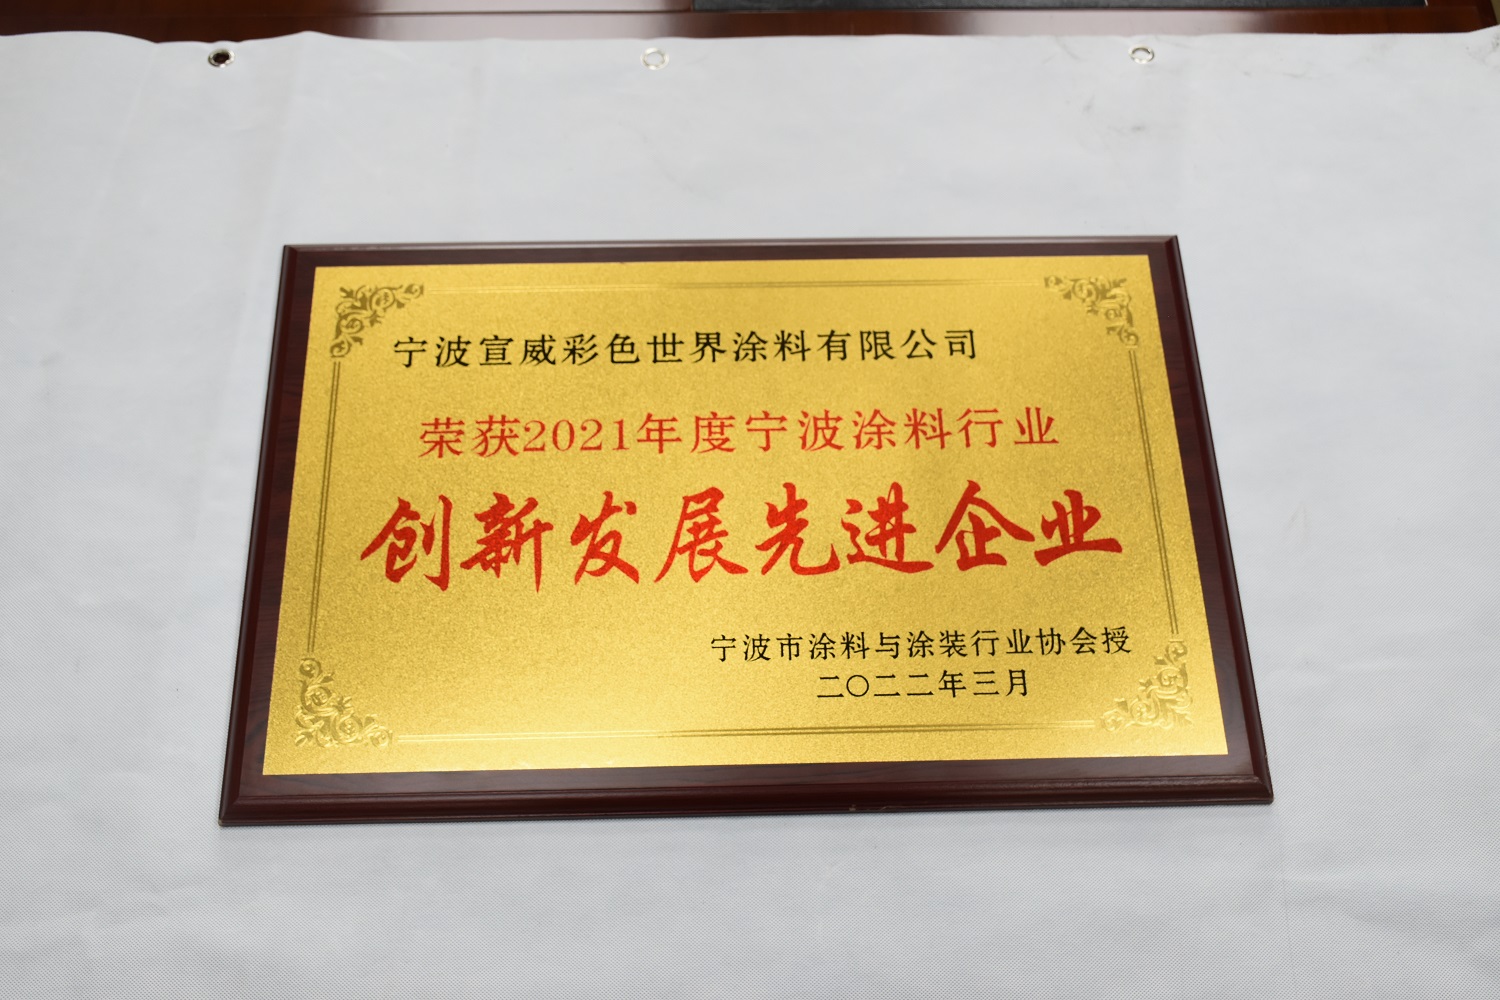 宁波宣威彩色世界涂料有限公司
荣获2021年度宁波涂料行业
创新发展先进企业
宁波市涂料与涂装行业协会授
二〇二二年三月